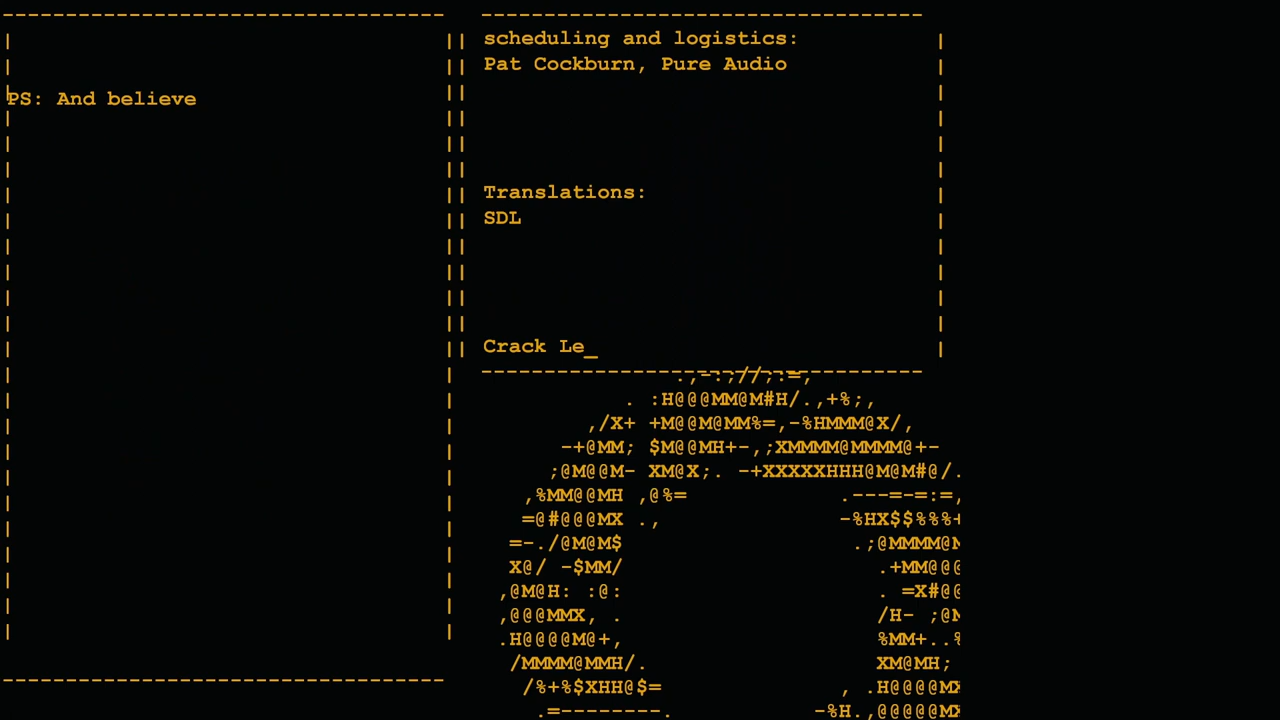 PS: And believe
scheduling and logistics:
Pat Cockburn, Pure Audio
Translations:
SDL
Crack Le_